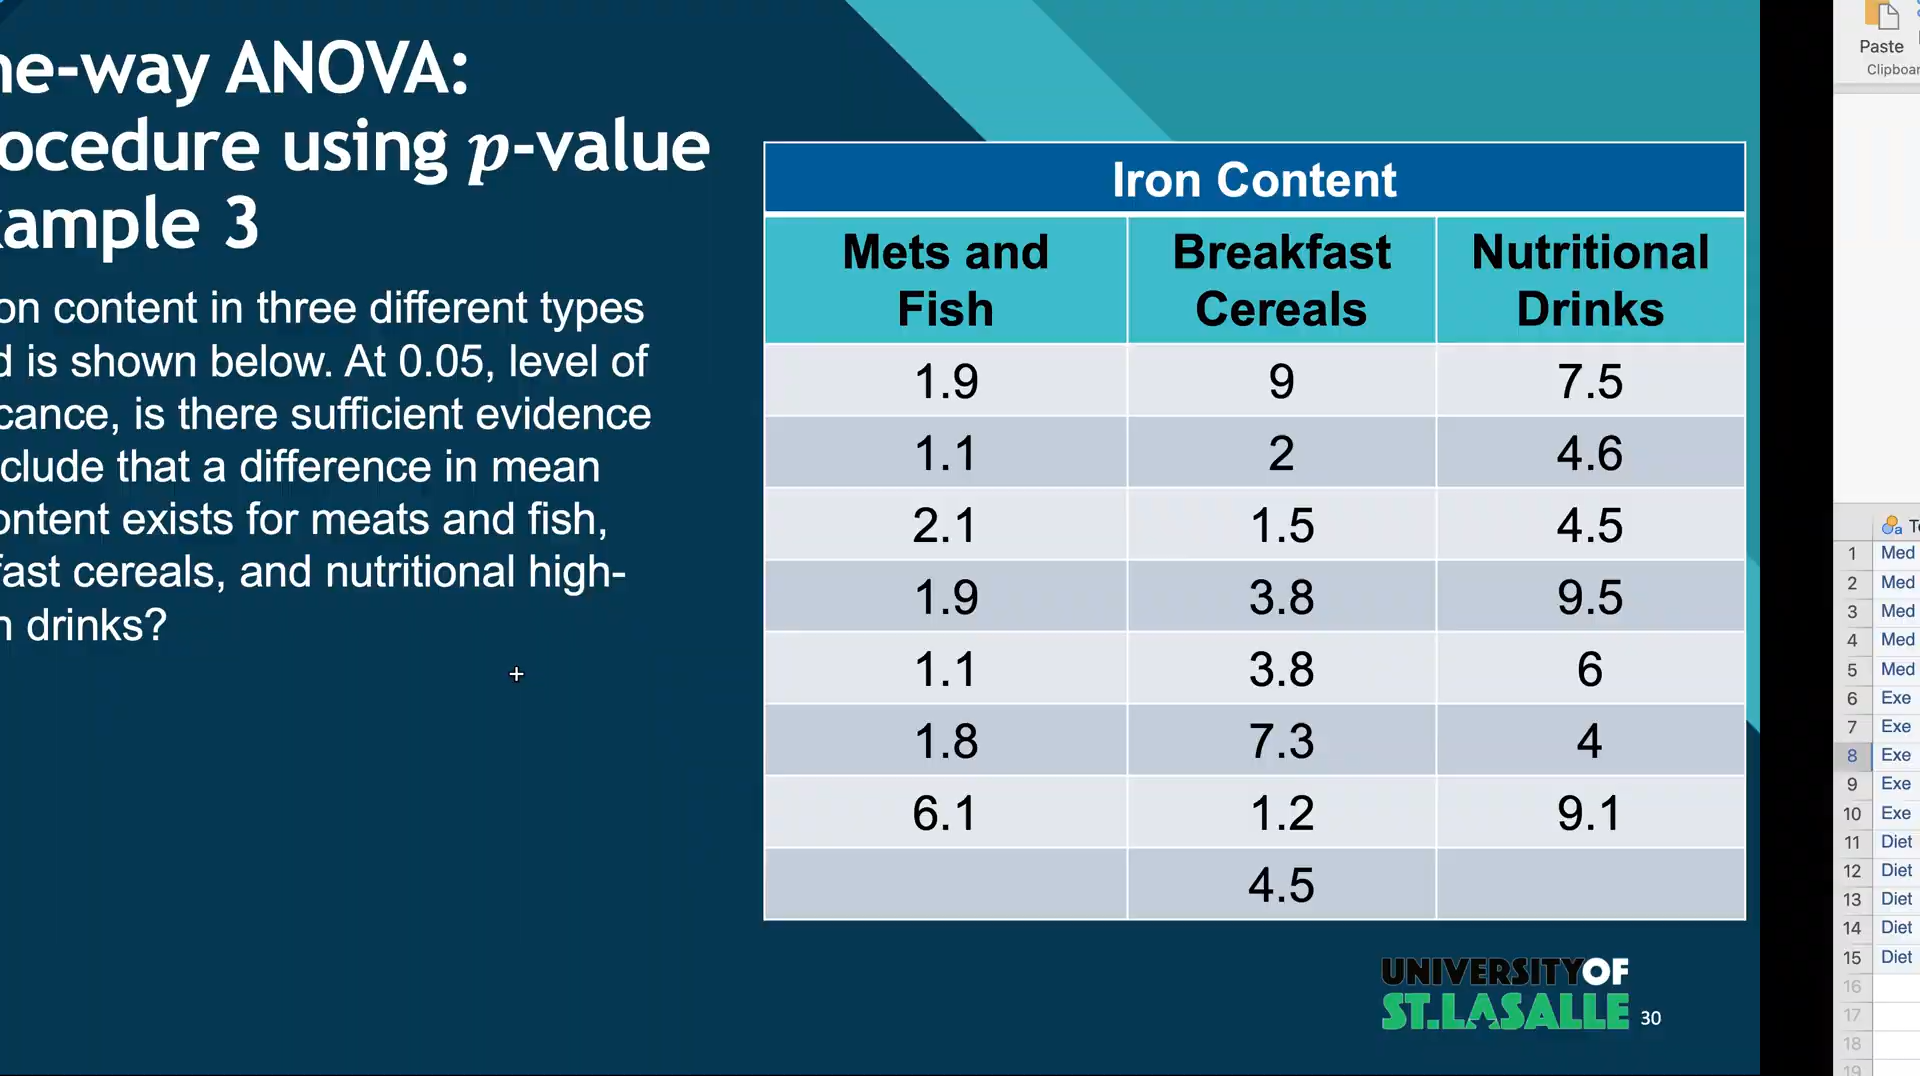 ne-way ANOVA:
ocedure using p-value
ample 3
on content in three different types
d is shown below. At 0.05, level of
cance, is there sufficient evidence
clude that a difference in mean
ontent exists for meats and fish,
fast cereals, and nutritional high-
n drinks?
Iron Content
Mets and Fish Breakfast Cereals Nutritional Drinks
1.9 9 7.5
1.1 2 4.6
2.1 1.5 4.5
1.9 3.8 9.5
1.1 3.8 6
1.8 7.3 4
6.1 1.2 9.1
4.5
UNIVERSITY OF
ST. LA SALLE
30
Paste
Clipboar
1 Med
2 Med
3 Med
4 Med
5 Med
6 Exe
7 Exe
8 Exe
9 Exe
10 Exe
11 Diet
12 Diet
13 Diet
14 Diet
15 Diet
16
17
18
19